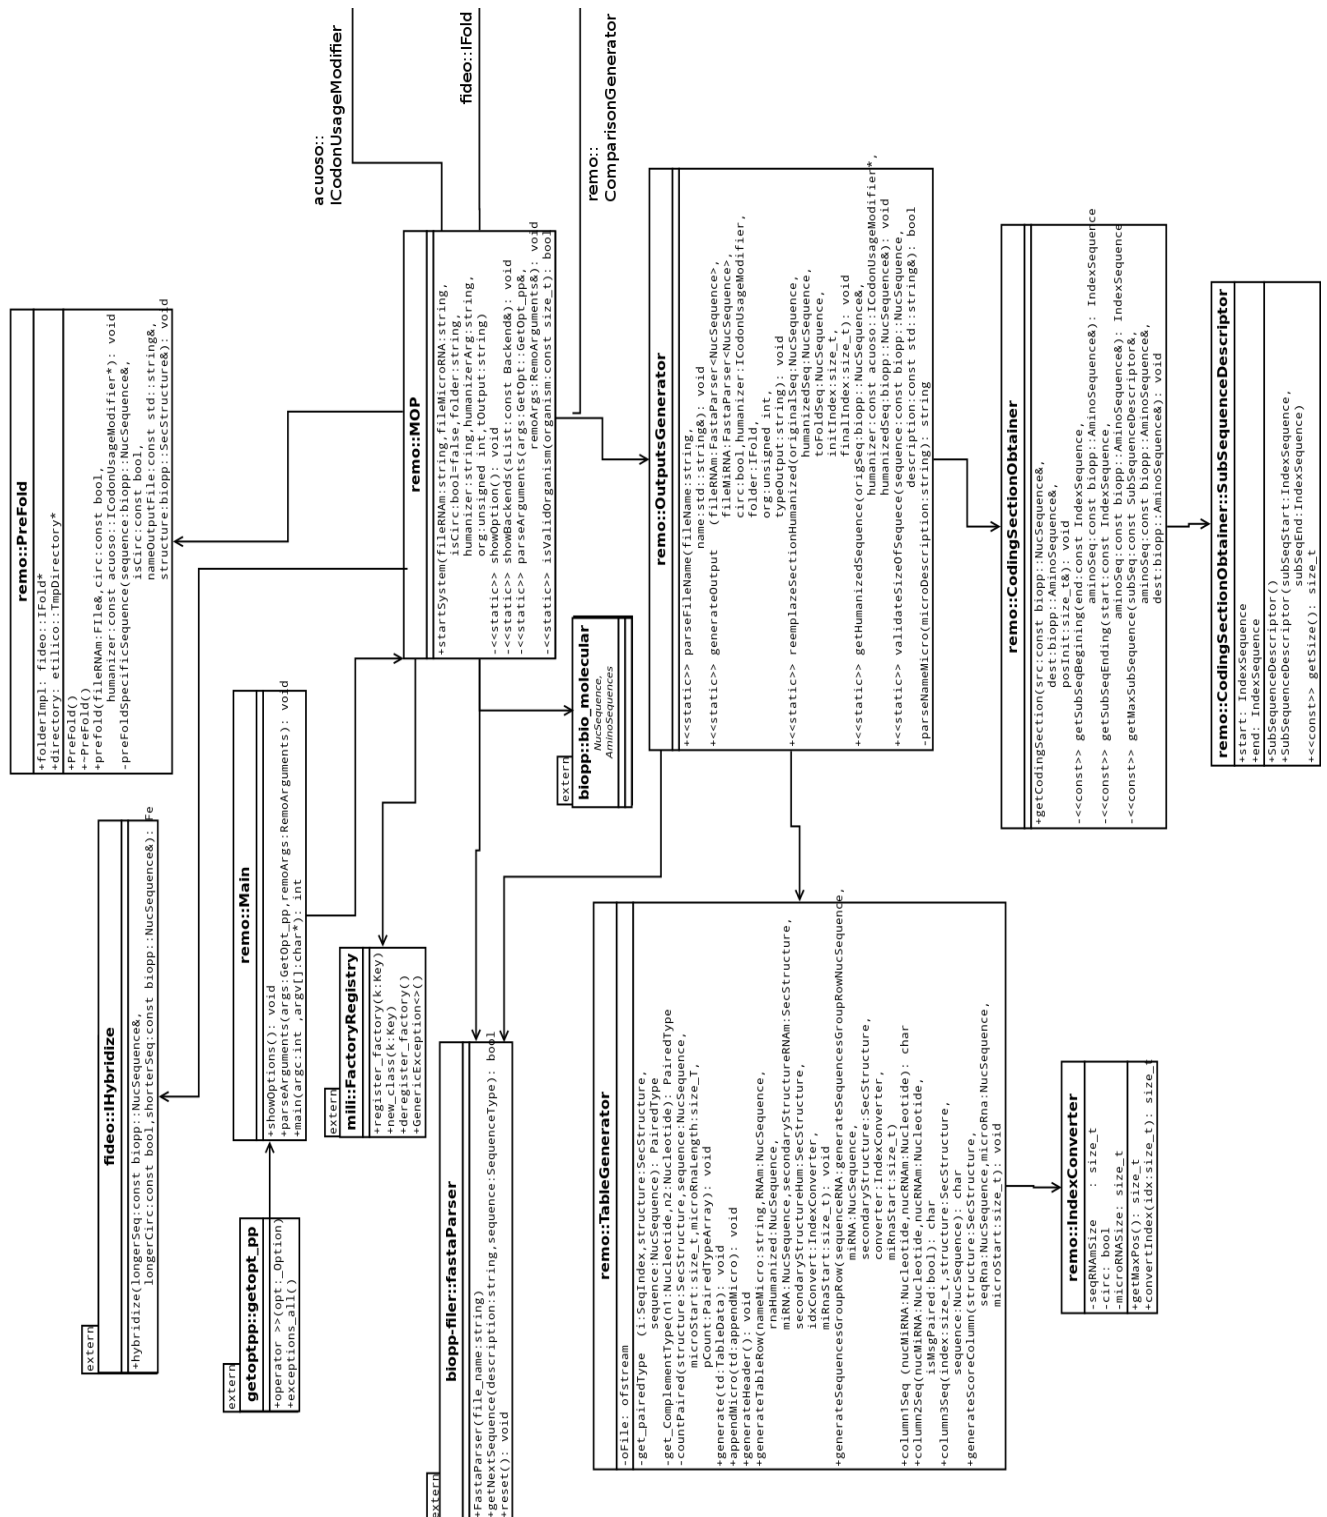 acuoso::
ICodonUsageModifier
fideo::IFold
remo::
ComparisonGenerator
remo::PreFold
+folderImpl: fideo::IFold*
+directory: etilico::TmpDirectory*
+PreFold()
+~PreFold()
+prefold(fileRNAm:FIle&,circ:const bool,
humanizer:const acuoso::ICodonUsageModifier*): void
-preFoldSpecificSequence(sequence:biopp::NucSequence&,
isCirc:const bool,
nameOutputFile:const std::string&,
structure:biopp::SecStructure&): void
remo::MOP
+startSystem(fileRNAm:string,fileMicroRNA:string,
isCirc:bool=false,folder:string,
humanizer:string,humanizerArg:string,
org:unsigned int,tOutput:string)
-<<static>> showOption(): void
-<<static>> showBackends(sList:const Backend&): void
-<<static>> parseArguments(args:GetOpt::GetOpt_pp&,
remoArgs:RemoArguments&): void
-<<static>> isValidOrganism(organism:const size_t): bool
remo::OutputsGenerator
+<<static>> parseFileName(fileName:string,
name:std::string&): void
+<<static>> generateOutput (fileRNAm:FastaParser<NucSequence>,
fileMiRNA:FastaParser<NucSequence>,
circ:bool,humanizer:ICodonUsageModifier,
folder:IFold,
org:unsigned int,
typeOutput:string): void
+<<static>> reemplazeSectionHumanized(originalSeq:NucSequence,
humanizedSeq:NucSequence,
toFoldSeq:NucSequence,
initIndex:size_t,
finalIndex:size_t): void
+<<static>> getHumanizedSequence(origSeq:biopp::NucSequence&,
humanizer:const acuoso::ICodonUsageModifier*,
humanizedSeq:biopp::NucSequence&): void
+<<static>> validateSizeOfSequece(sequence:const biopp::NucSequence,
description:const std::string&): bool
-parseNameMicro(microDescription:string): string
remo::CodingSectionObtainer
+getCodingSection(src:const biopp::NucSequence&,
dest:biopp::AminoSequence&,
posInit:size_t&): void
-<<const>> getSubSeqBegining(end:const IndexSequence,
aminoSeq:const biopp::AminoSequence&): IndexSequence
-<<const>> getSubSeqEnding(start:const IndexSequence,
aminoSeq:const biopp::AminoSequence&): IndexSequence
-<<const>> getMaxSubSequence(subSeq:const SubSequenceDescriptor&,
aminoSeq:const biopp::AminoSequence&,
dest:biopp::AminoSequence&): void
remo::CodingSectionObtainer::SubSequenceDescriptor
+start: IndexSequence
+end: IndexSequence
+SubSequenceDescriptor()
+SubSequenceDescriptor(subSeqStart:IndexSequence,
subSeqEnd:IndexSequence)
+<<const>> getSize(): size_t
extern
fideo::IHybridize
+hybridize(longerSeq:const biopp::NucSequence&,
longerCirc:const bool,shorterSeq:const biopp::NucSequence&): Fe
remo::Main
+showOptions(): void
+parseArguments(args:GetOpt_pp,remoArgs:RemoArguments): void
+main(argc:int ,argv[]:char*): int
extern
getoptpp::getopt_pp
+operator >>(opt:_Option)
+exceptions_all()
extern
mili::FactoryRegistry
+register_factory(k:Key)
+new_class(k:Key)
+deregister_factory()
+GenericException<>()
extern
biopp::bio_molecular
NucSequence.
AminoSequences
extern
biopp-filer::fastaParser
+FastaParser(file_name:string)
+getNextSequence(description:string,sequence:SequenceType): bool
+reset(): void
remo::TableGenerator
-oFile: ofstream
-get_pairedType (i:SeqIndex,structure:SecStructure,
sequence:NucSequence): PairedType
-get_ComplementType(n1:Nucleotide,n2:Nucleotide): PairedType
-countPaired(structure:SecStructure,sequence:NucSequence,
microStart:size_t,microRnaLength:size_T,
pCount:PairedTypeArray): void
+generate(td:TableData): void
+appendMicro(td:appendMicro): void
+generateHeader(): void
+generateTableRow(nameMicro:string,RNAm:NucSequence,
rnaHumanized:NucSequence,
miRNA:NucSequence,secondaryStructureRNAm:SecStructure,
secondaryStructureHum:SecStructure,
idxConvert:IndexConverter,
miRnaStart:size_t): void
+generateSequencesGroupRow(sequenceRNA:generateSequencesGroupRowNucSequence,
miRNA:NucSequence,
secondaryStructure:SecStructure,
converter:IndexConverter,
miRnaStart:size_t)
+column1Seq (nucMiRNA:Nucleotide,nucRNAm:Nucleotide): char
+column2Seq(nucMiRNA:Nucleotide,nucRNAm:Nucleotide,
isMsgPaired:bool): char
+column3Seq(index:size_t,structure:SecStructure,
sequence:NucSequence): char
+generateScoreColumn(structure:SecStructure,
seqRna:NucSequence,microRna:NucSequence,
microStart:size_t): void
remo::IndexConverter
-seqRNAmSize : size_t
-circ: bool
-microRNASize: size_t
+getMaxPos(): size_t
+convertIndex(idx:size_t): size_t